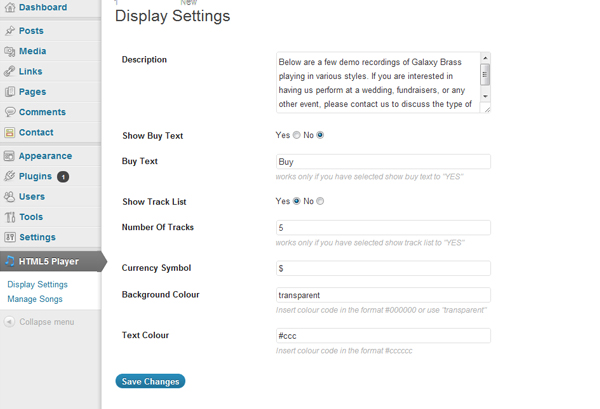 Dashboard
Posts
Media
Links
Pages
Comments
Contact
Appearance
Plugins 1
Users
Tools
Settings
HTML5 Player
Display Settings
Manage Songs
Collapse menu
New
Display Settings
Description
Below are a few demo recordings of Galaxy Brass
playing in various styles. If you are interested in
having us perform at a wedding, fundraisers, or any
other event, please contact us to discuss the type of
Show Buy Text Yes No
Buy Text Buy
works only if you have selected show buy text to "YES"
Show Track List Yes No
Number Of Tracks 5
works only if you have selected show track list to "YES"
Currency Symbol $
Background Colour transparent
Insert colour code in the format #000000 or use "transparent"
Text Colour #ccc
Insert colour code in the format #cccccc
Save Changes